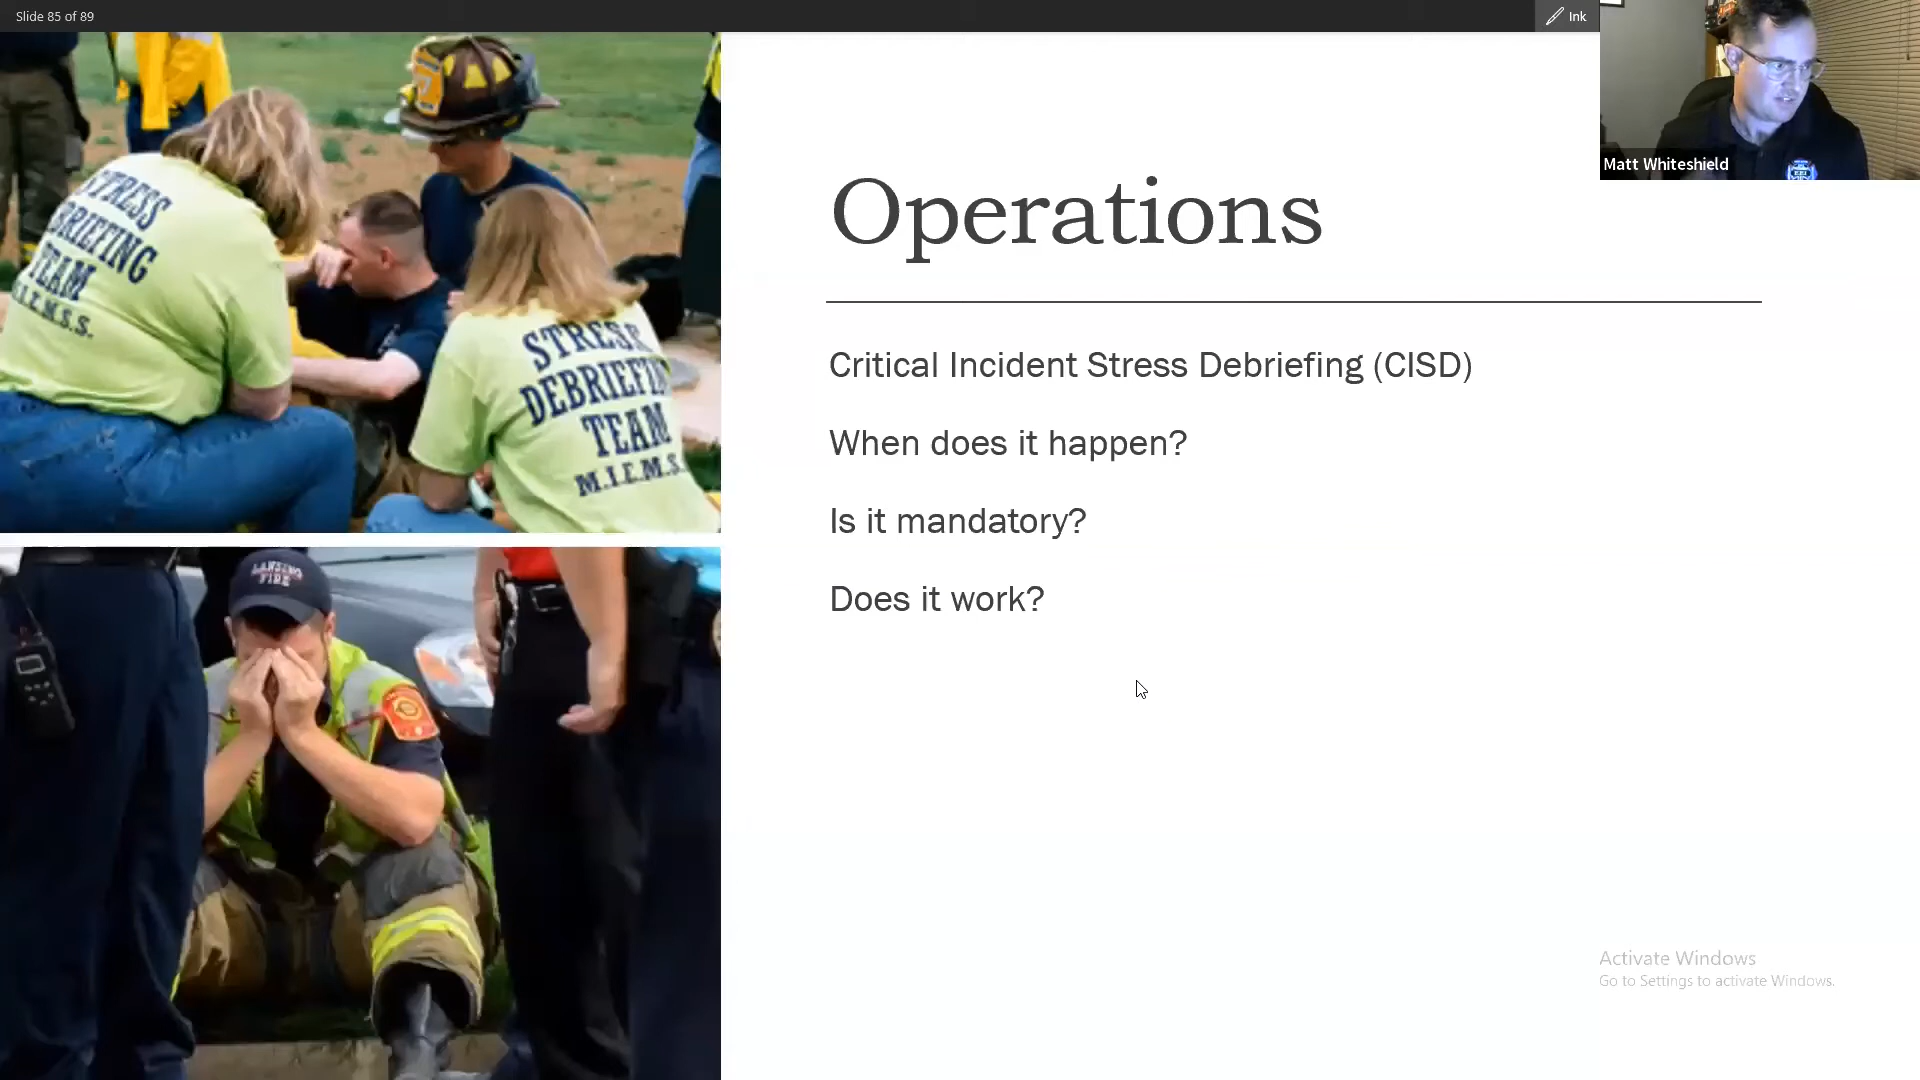 Slide 85 of 89
Ink
Matt Whiteshield
Operations
Critical Incident Stress Debriefing (CISD)
When does it happen?
Is it mandatory?
Does it work?
STRESS
DEBRIEFING
TEAM
M.I.E.M.S.S.
STRESS
DEBRIEFING
TEAM
M.I.E.M.S.
LANSING
FIRE
Activate Windows
Go to Settings to activate Windows.